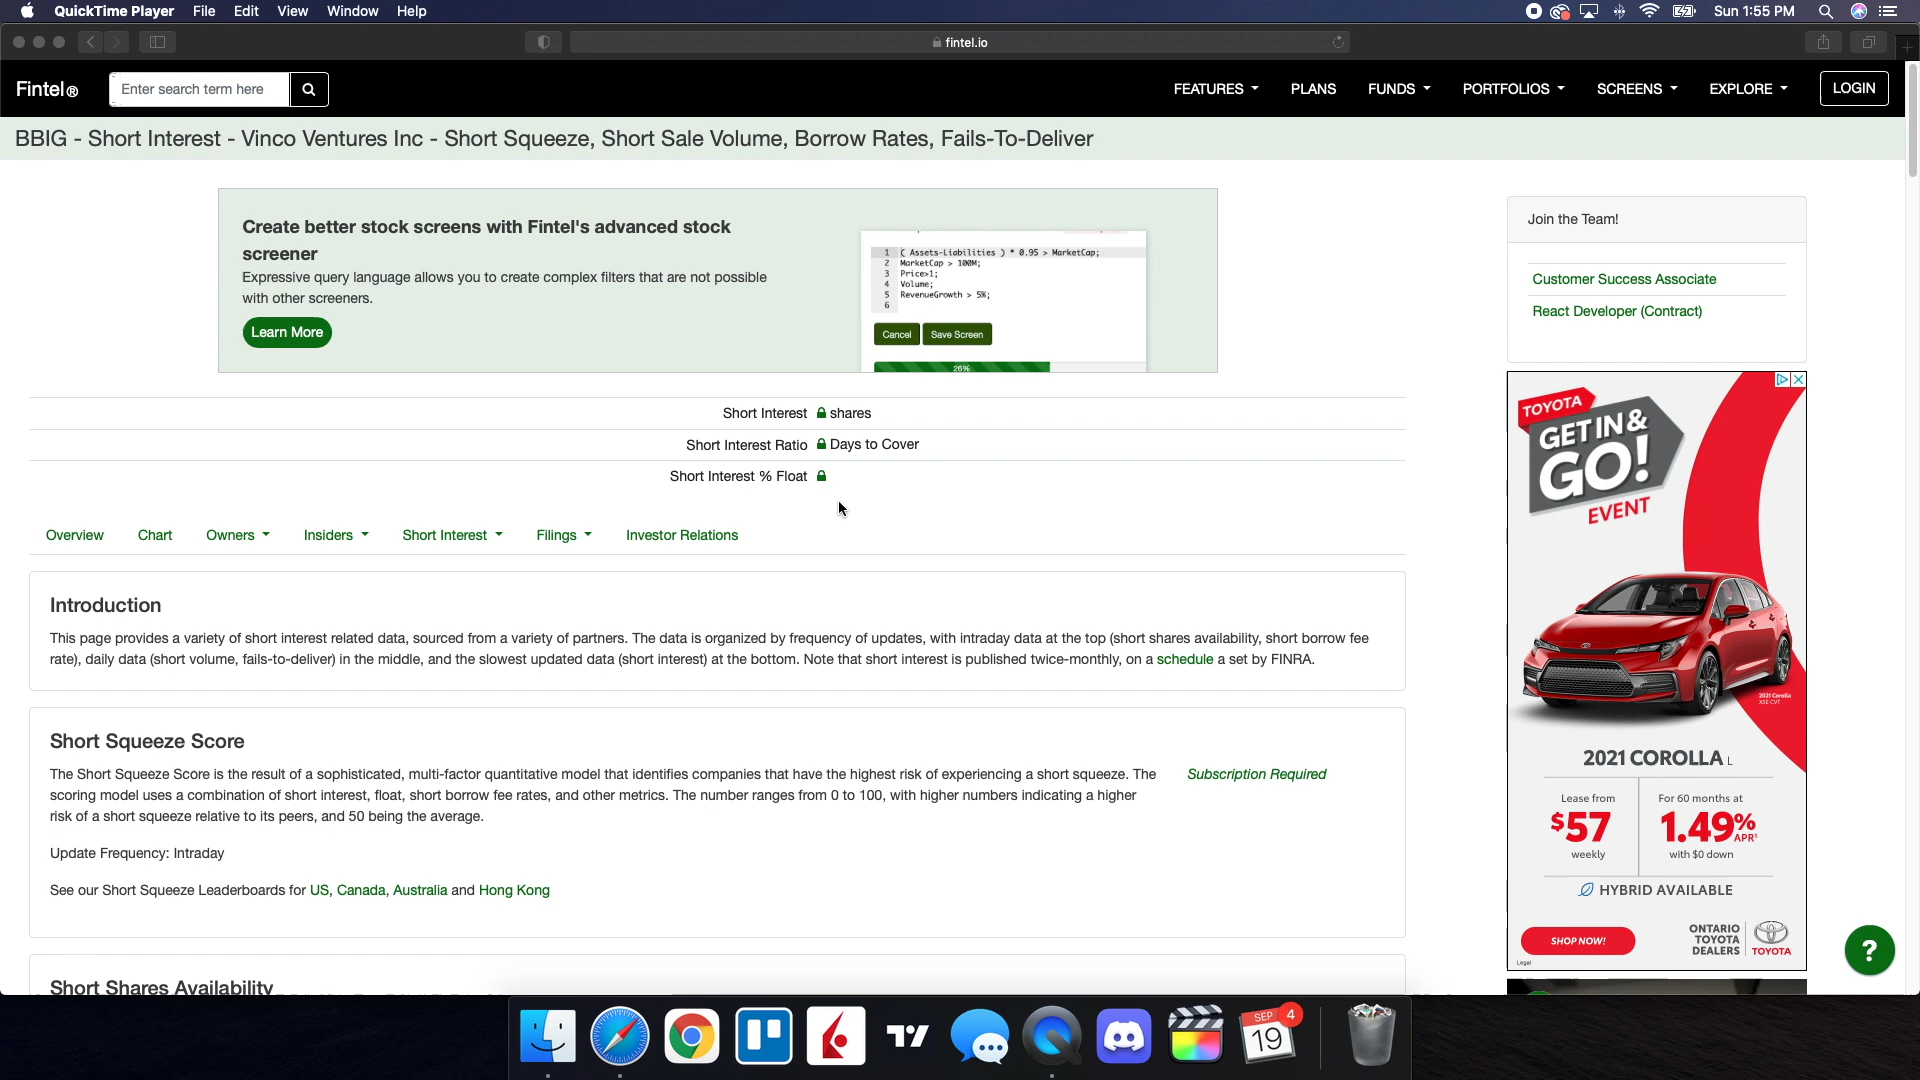 QuickTime Player File Edit View Window Help
Sun 1:55 PM
fintel.io
Fintel®
Enter search term here
FEATURES PLANS FUNDS PORTFOLIOS SCREENS EXPLORE LOGIN
BBIG - Short Interest - Vinco Ventures Inc - Short Squeeze, Short Sale Volume, Borrow Rates, Fails-To-Deliver
Create better stock screens with Fintel's advanced stock
screener
Expressive query language allows you to create complex filters that are not possible
with other screeners.
Learn More
1 ( Assets-Liabilities ) * 0.95 > MarketCap;
2 MarketCap > 100M;
3 Price>1;
4 Volume;
5 RevenueGrowth > 5%;
6
Cancel Save Screen
26%
Join the Team!
Customer Success Associate
React Developer (Contract)
Short Interest shares
Short Interest Ratio Days to Cover
Short Interest % Float
Overview Chart Owners Insiders Short Interest Filings Investor Relations
Introduction
This page provides a variety of short interest related data, sourced from a variety of partners. The data is organized by frequency of updates, with intraday data at the top (short shares availability, short borrow fee
rate), daily data (short volume, fails-to-deliver) in the middle, and the slowest updated data (short interest) at the bottom. Note that short interest is published twice-monthly, on a schedule a set by FINRA.
Short Squeeze Score
The Short Squeeze Score is the result of a sophisticated, multi-factor quantitative model that identifies companies that have the highest risk of experiencing a short squeeze. The
scoring model uses a combination of short interest, float, short borrow fee rates, and other metrics. The number ranges from 0 to 100, with higher numbers indicating a higher
risk of a short squeeze relative to its peers, and 50 being the average.
Subscription Required
Update Frequency: Intraday
See our Short Squeeze Leaderboards for US, Canada, Australia and Hong Kong
Short Shares Availability
TOYOTA
GET IN &
GO!
EVENT
2021 Corolla
XSE CVT
2021 COROLLA L
Lease from
$57
weekly
For 60 months at
1.49% APR†
with $0 down
HYBRID AVAILABLE
SHOP NOW!
ONTARIO
TOYOTA
DEALERS
TOYOTA
Legal
?
SEP
19
4